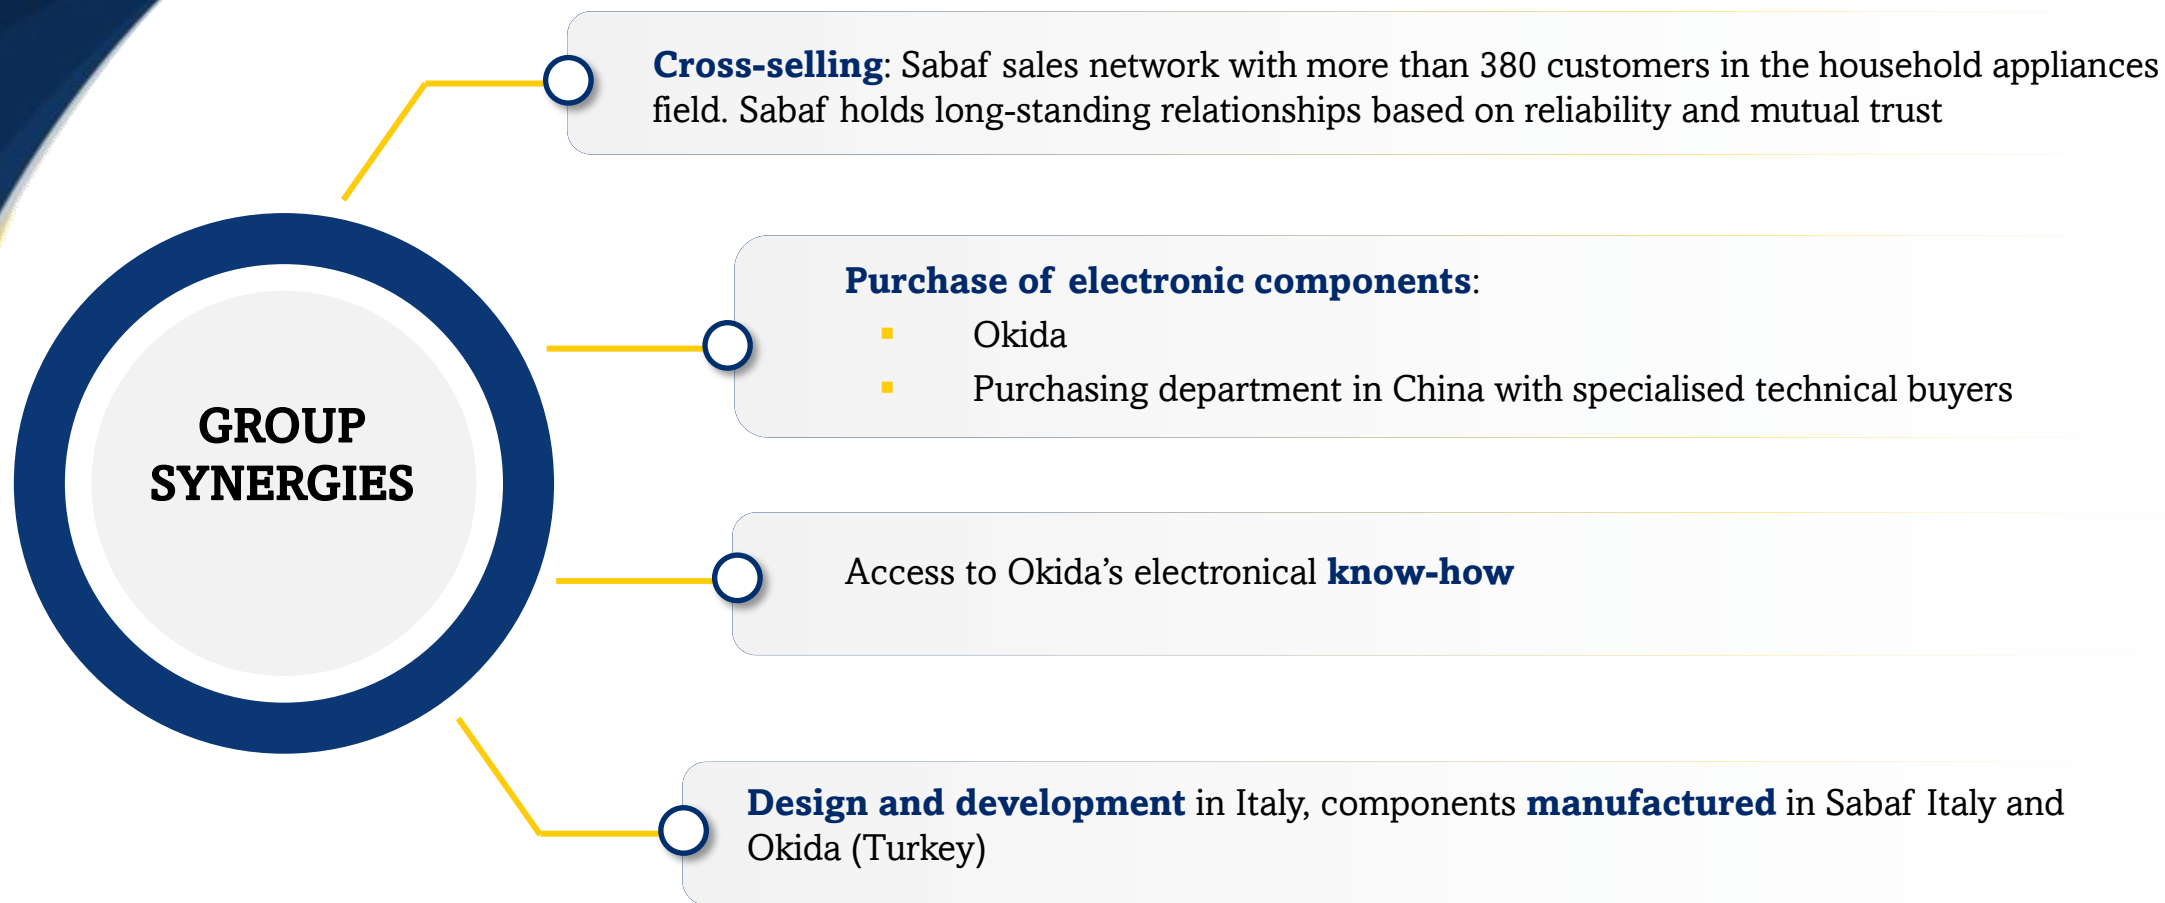 Cross-selling: Sabaf sales network with more than 380 customers in the household appliances
field. Sabaf holds long-standing relationships based on reliability and mutual trust
Purchase of electronic components:
▪ Okida
▪ Purchasing department in China with specialised technical buyers
GROUP
SYNERGIES
Access to Okida’s electronical know-how
Design and development in Italy, components manufactured in Sabaf Italy and
Okida (Turkey)